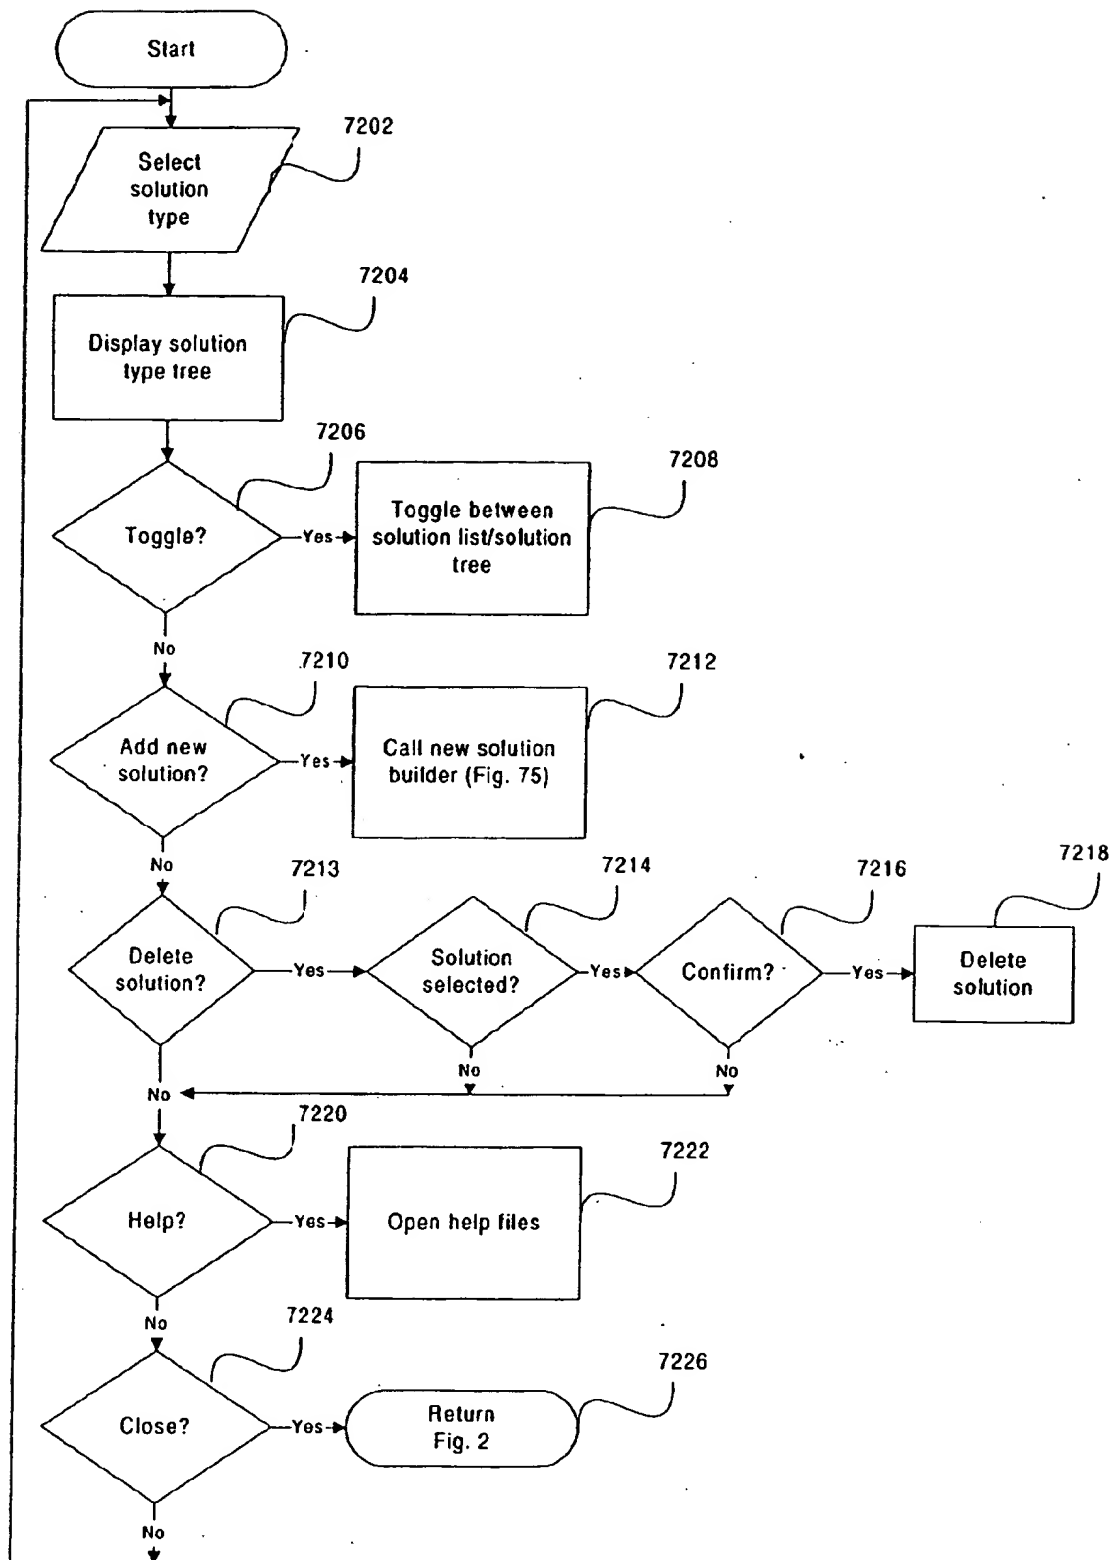 Start
7202
Select
solution
type
7204
Display solution
type tree
7206
7208
Toggle?
Yes
Toggle between
solution list/solution
tree
No
7210
7212
Add new
solution?
Yes
Call new solution
builder (Fig. 75)
No
7213
7214
7216
7218
Delete
solution?
Yes
Solution
selected?
Yes
Confirm?
Yes
Delete
solution
No
No
No
7220
7222
Help?
Yes
Open help files
No
7224
7226
Close?
Yes
Return
Fig. 2
No